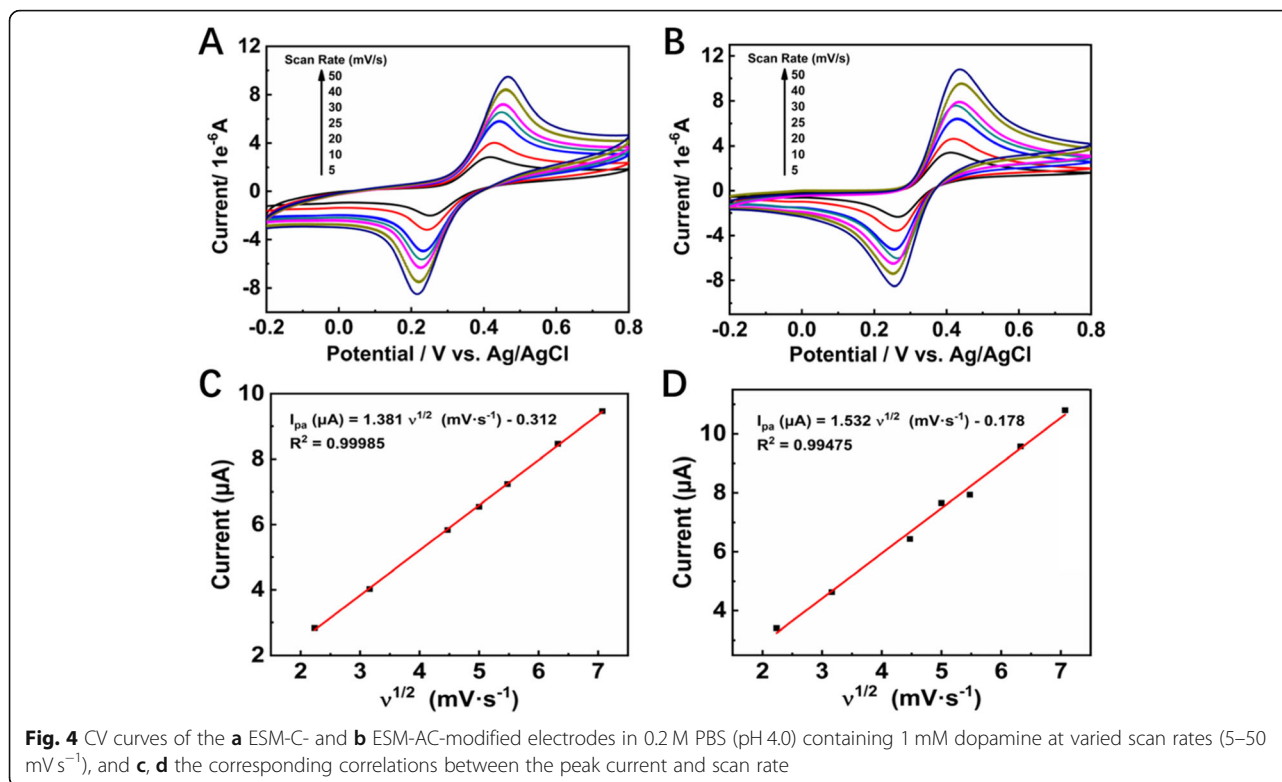 A
Scan Rate (mV/s)
50
40
30
25
20
10
5
12
8
4
0
-4
-8
Current/ 1e⁻⁶A
-0.2 0.0 0.2 0.4 0.6 0.8
Potential / V vs. Ag/AgCl
B
Scan Rate (mV/s)
50
40
30
25
20
10
5
12
8
4
0
-4
-8
Current/ 1e⁻⁶A
-0.2 0.0 0.2 0.4 0.6 0.8
Potential / V vs. Ag/AgCl
C
I_pa (μA) = 1.381 ν^1/2 (mV·s⁻¹) - 0.312
R² = 0.99985
10
8
6
4
2
Current (μA)
2 3 4 5 6 7
ν^1/2 (mV·s⁻¹)
D
I_pa (μA) = 1.532 ν^1/2 (mV·s⁻¹) - 0.178
R² = 0.99475
10
8
6
4
Current (μA)
2 3 4 5 6 7
ν^1/2 (mV·s⁻¹)
Fig. 4 CV curves of the a ESM-C- and b ESM-AC-modified electrodes in 0.2 M PBS (pH 4.0) containing 1 mM dopamine at varied scan rates (5–50
mV s⁻¹), and c, d the corresponding correlations between the peak current and scan rate